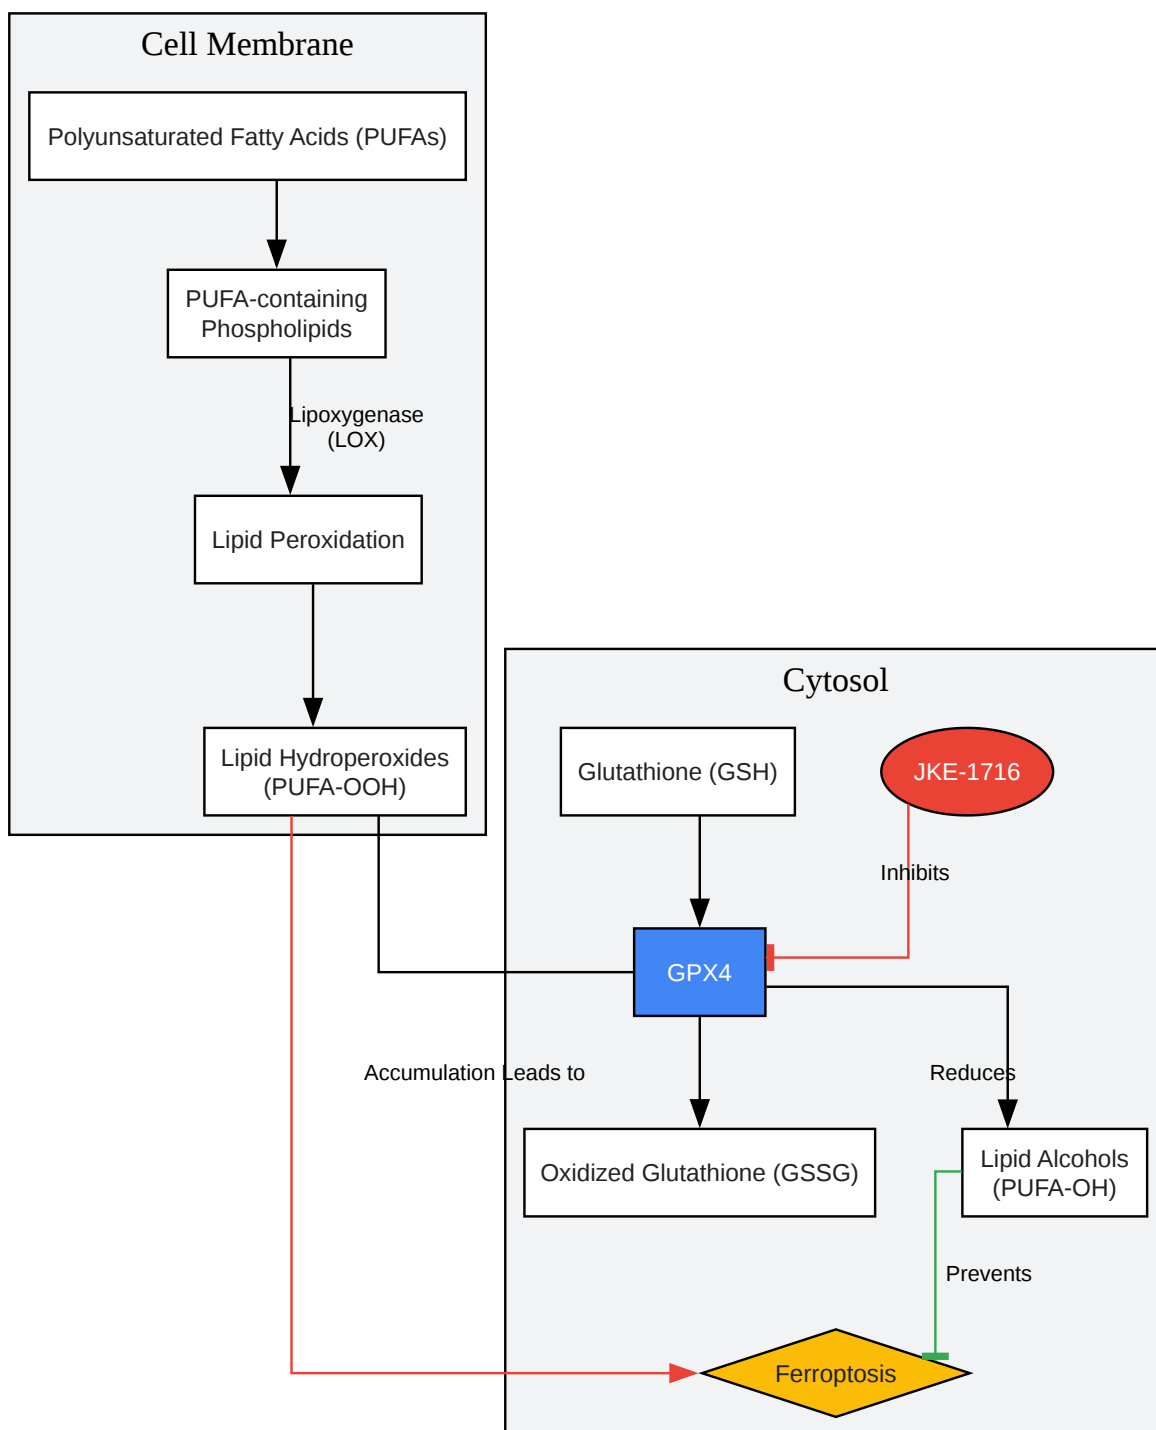 Cell Membrane
Polyunsaturated Fatty Acids (PUFAs)
PUFA-containing
Phospholipids
Lipoxygenase
(LOX)
Lipid Peroxidation
Lipid Hydroperoxides
(PUFA-OOH)
Cytosol
Glutathione (GSH)
JKE-1716
Inhibits
GPX4
Accumulation Leads to
Reduces
Oxidized Glutathione (GSSG)
Lipid Alcohols
(PUFA-OH)
Prevents
Ferroptosis